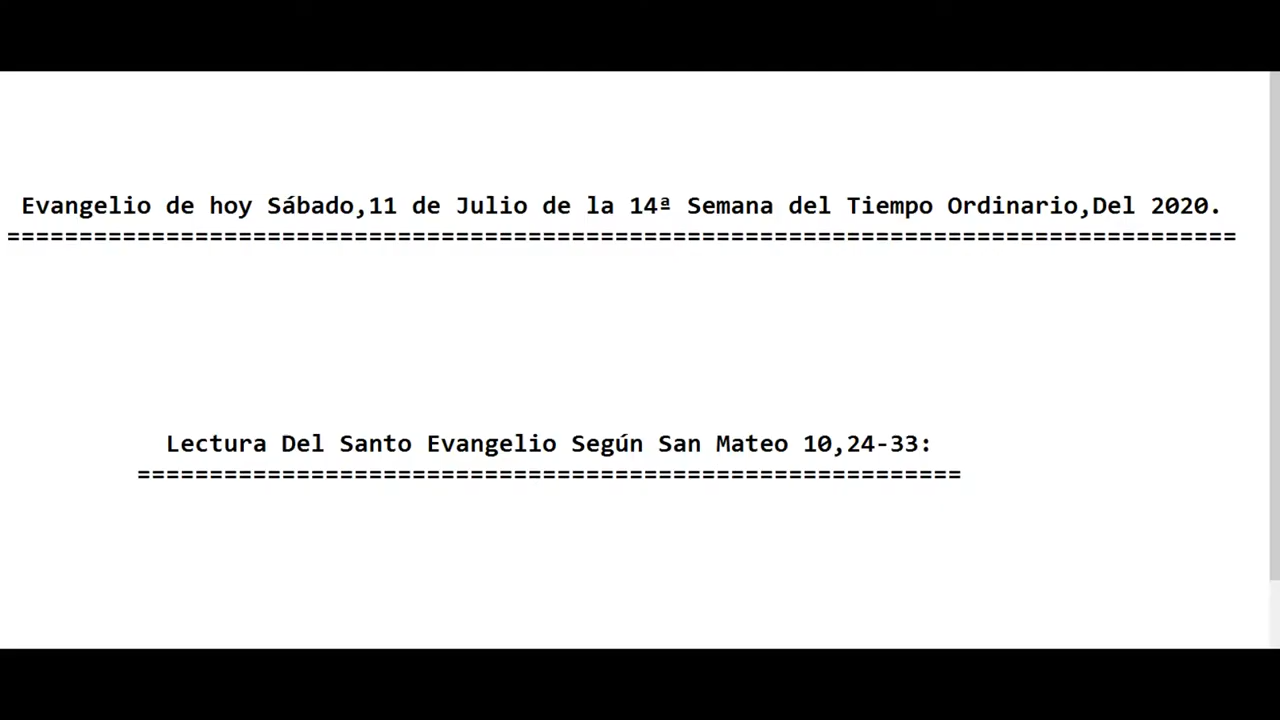 Evangelio de hoy Sábado,11 de Julio de la 14ª Semana del Tiempo Ordinario,Del 2020.
=====================================================================================
Lectura Del Santo Evangelio Según San Mateo 10,24-33:
=========================================================